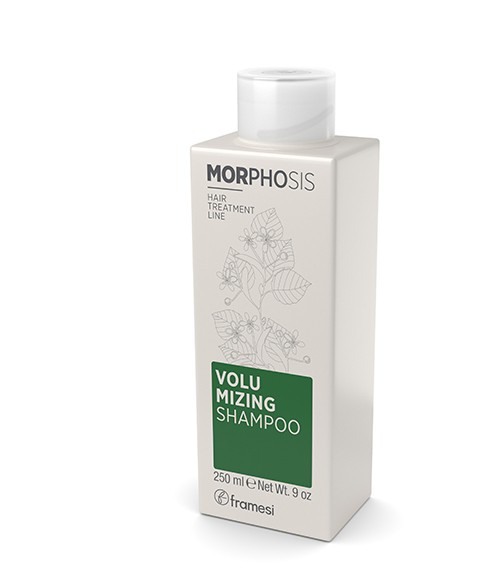 MORPHOSIS
HAIR
TREATMENT
LINE
VOLU
MIZING
SHAMPOO
250 ml ℮ Net Wt. 9 oz
framesi